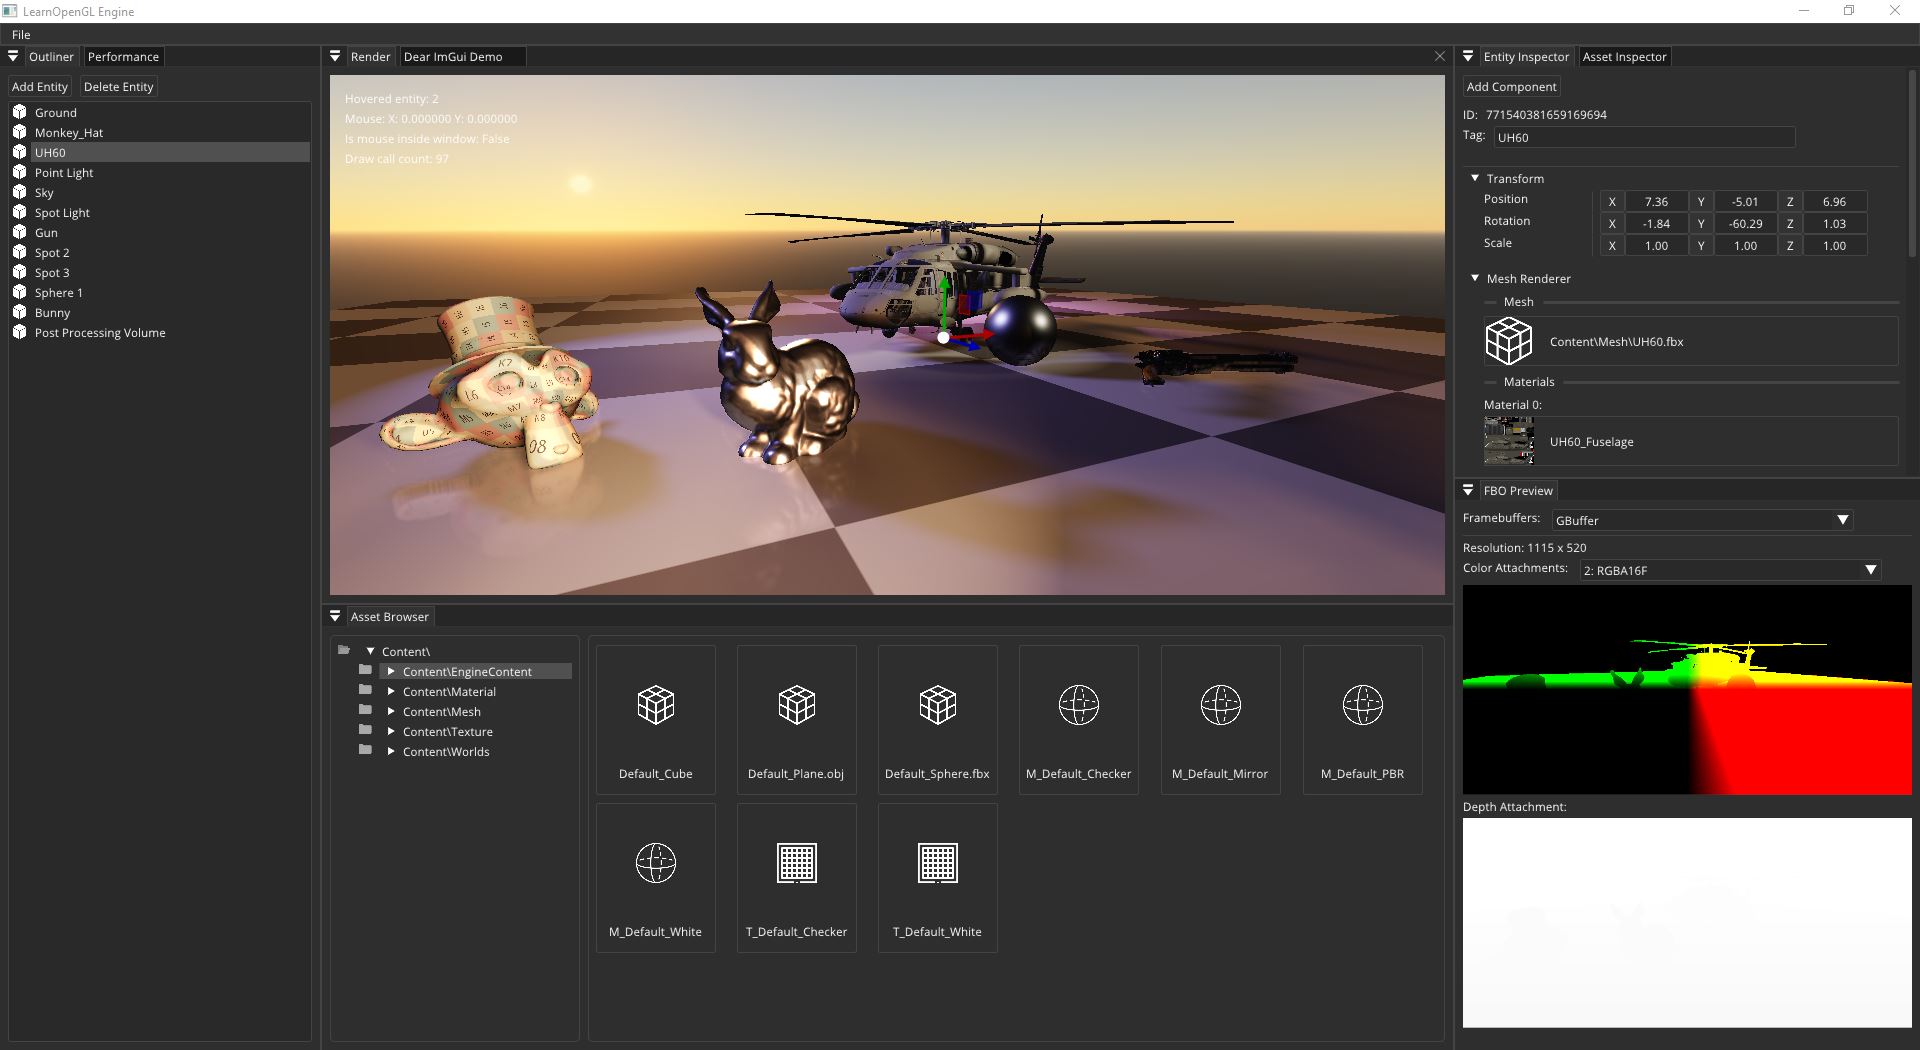 LearnOpenGL Engine
File
Outliner
Performance
Add Entity
Delete Entity
Ground
Monkey_Hat
UH60
Point Light
Sky
Spot Light
Gun
Spot 2
Spot 3
Sphere 1
Bunny
Post Processing Volume
Render
Dear ImGui Demo
Hovered entity: 2
Mouse: X: 0.000000 Y: 0.000000
Is mouse inside window: False
Draw call count: 97
K7
L6
M7
A8
08
Asset Browser
Content\
Content\EngineContent
Content\Material
Content\Mesh
Content\Texture
Content\Worlds
Default_Cube
Default_Plane.obj
Default_Sphere.fbx
M_Default_Checker
M_Default_Mirror
M_Default_PBR
M_Default_White
T_Default_Checker
T_Default_White
Entity Inspector
Asset Inspector
Add Component
ID: 771540381659169694
Tag: UH60
Transform
Position X 7.36 Y -5.01 Z 6.96
Rotation X -1.84 Y -60.29 Z 1.03
Scale X 1.00 Y 1.00 Z 1.00
Mesh Renderer
Mesh
Content\Mesh\UH60.fbx
Materials
Material 0:
UH60_Fuselage
FBO Preview
Framebuffers: GBuffer
Resolution: 1115 x 520
Color Attachments: 2: RGBA16F
Depth Attachment: